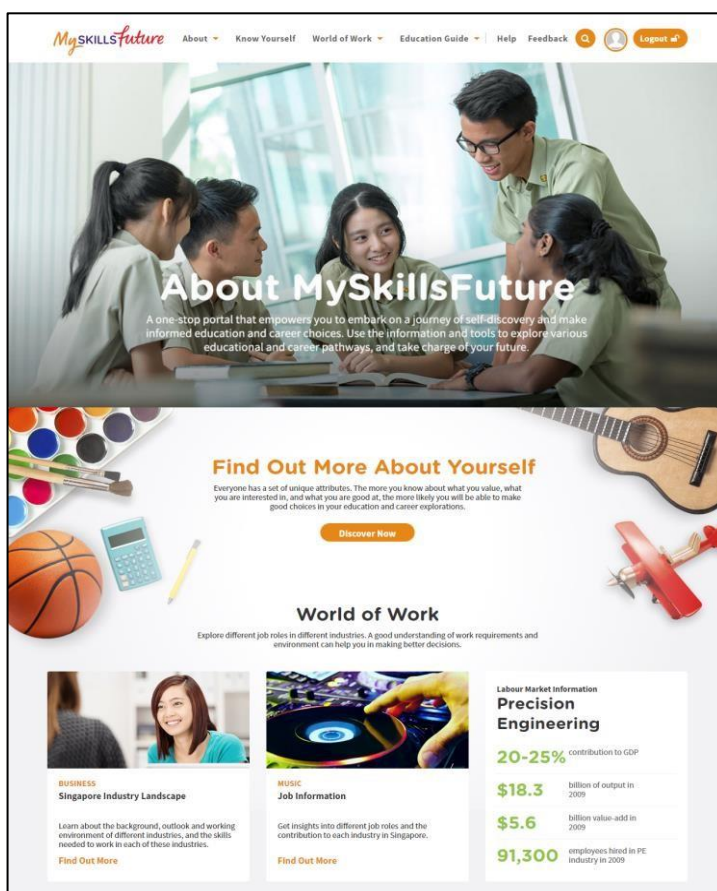 MySKILLSfuture
About Know Yourself World of Work Education Guide Help Feedback Logout
About MySkillsFuture
A one-stop portal that empowers you to embark on a journey of self-discovery and make
informed education and career choices. Use the information and tools to explore various
educational and career pathways, and take charge of your future.
Find Out More About Yourself
Everyone has a set of unique attributes. The more you know about what you value, what
you are interested in, and what you are good at, the more likely you will be able to make
good choices in your education and career explorations.
Discover Now
World of Work
Explore different job roles in different industries. A good understanding of work requirements and
environment can help you in making better decisions.
BUSINESS
Singapore Industry Landscape
Learn about the background, outlook and working
environment of different industries, and the skills
needed to work in each of these industries.
Find Out More
MUSIC
Job Information
Get insights into different job roles and the
contribution to each industry in Singapore.
Find Out More
Labour Market Information
Precision
Engineering
20-25% contribution to GDP
$18.3 billion of output in
2009
$5.6 billion value-add in
2009
91,300 employees hired in PE
industry in 2009